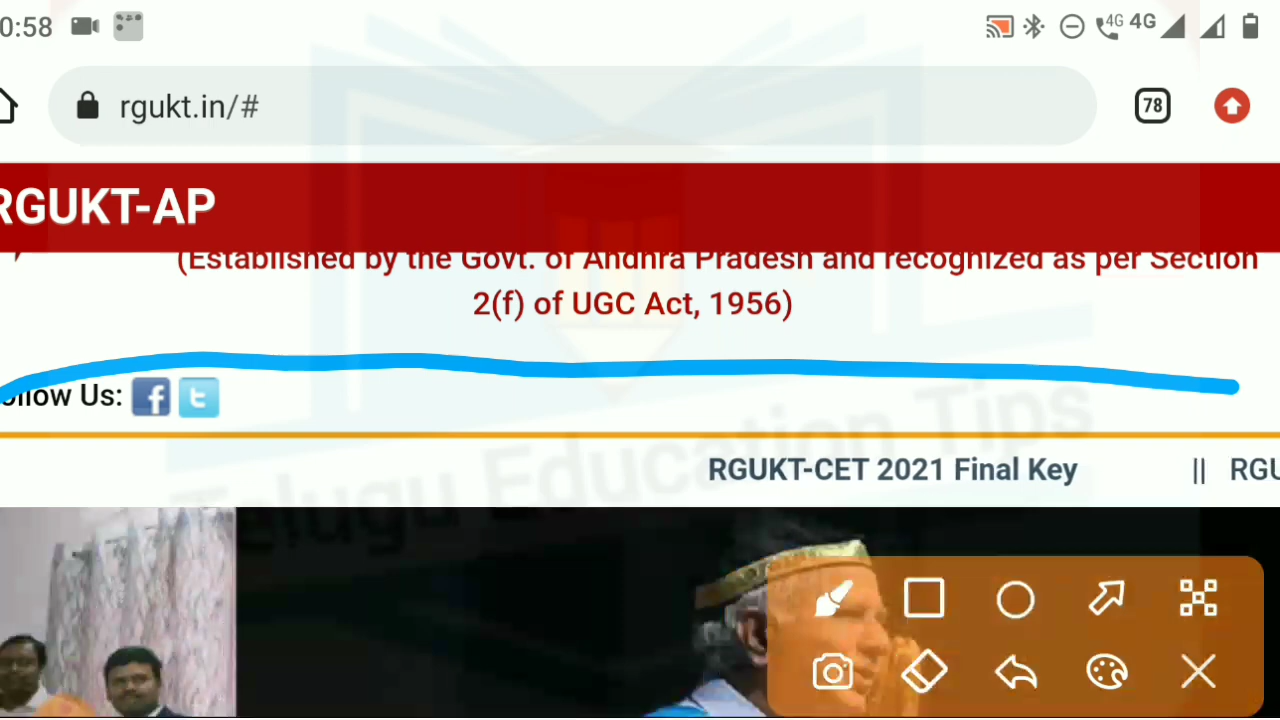 0:58 4G 4G
rgukt.in/#
78
RGUKT-AP
(Established by the Govt. of Andhra Pradesh and recognized as per Section
2(f) of UGC Act, 1956)
ollow Us:
RGUKT-CET 2021 Final Key || RGU
Telugu Education Tips